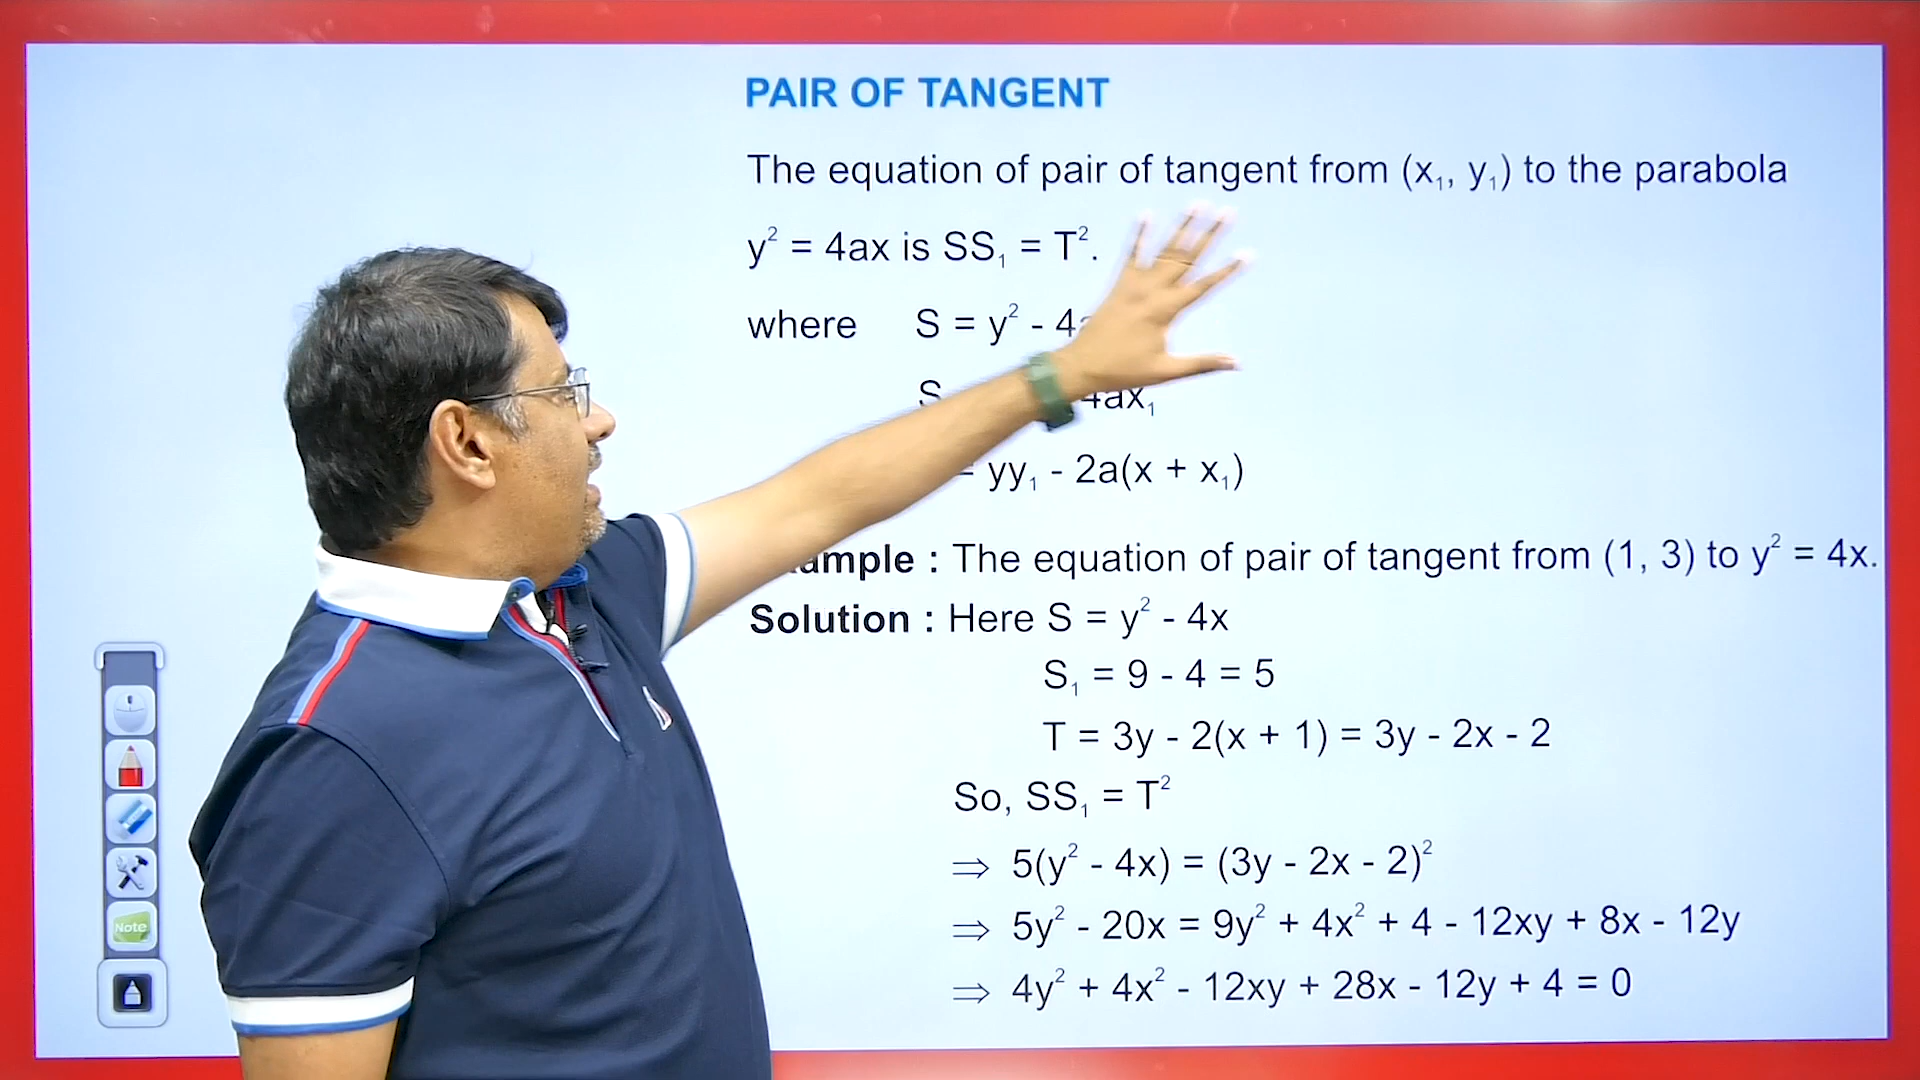 PAIR OF TANGENT
The equation of pair of tangent from (x₁, y₁) to the parabola
y² = 4ax is SS₁ = T².
where S = y² - 4
S 4ax₁
= yy₁ - 2a(x + x₁)
ample : The equation of pair of tangent from (1, 3) to y² = 4x.
Solution : Here S = y² - 4x
S₁ = 9 - 4 = 5
T = 3y - 2(x + 1) = 3y - 2x - 2
So, SS₁ = T²
⇒ 5(y² - 4x) = (3y - 2x - 2)²
⇒ 5y² - 20x = 9y² + 4x² + 4 - 12xy + 8x - 12y
⇒ 4y² + 4x² - 12xy + 28x - 12y + 4 = 0
Note